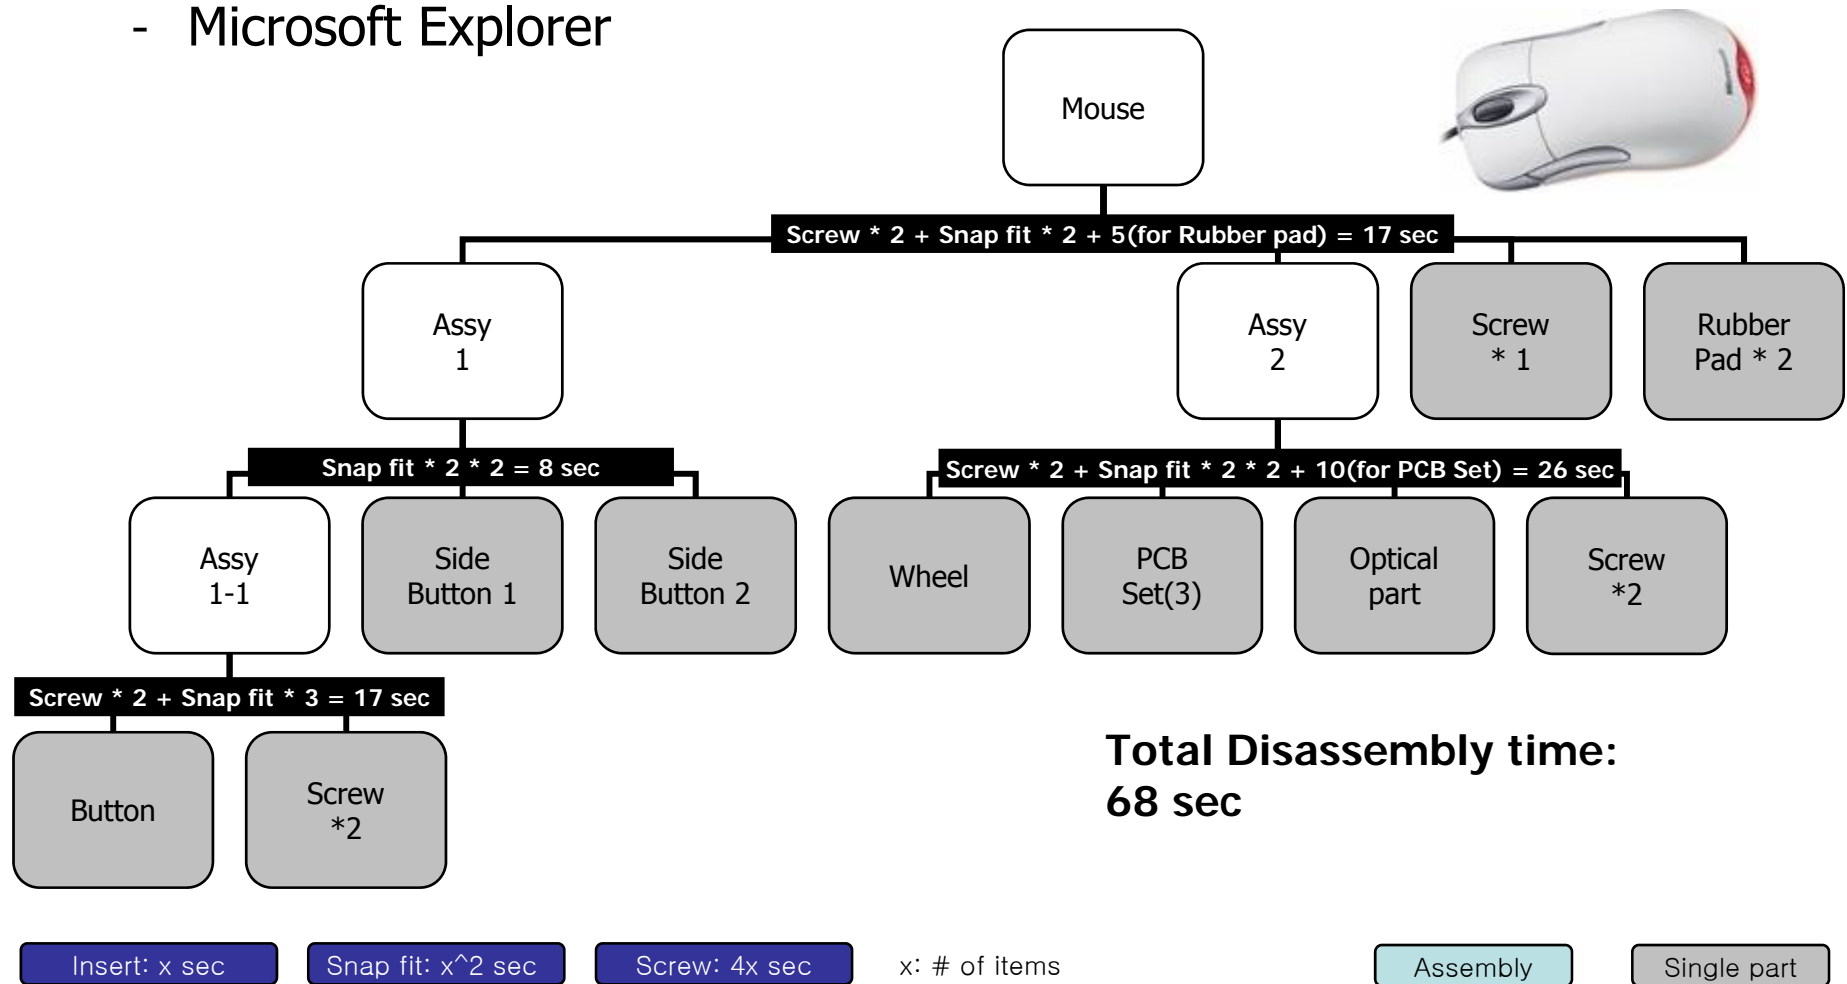 - Microsoft Explorer
Mouse
Screw * 2 + Snap fit * 2 + 5(for Rubber pad) = 17 sec
Assy
1
Assy
2
Screw
* 1
Rubber
Pad * 2
Snap fit * 2 * 2 = 8 sec
Screw * 2 + Snap fit * 2 * 2 + 10(for PCB Set) = 26 sec
Assy
1-1
Side
Button 1
Side
Button 2
Wheel
PCB
Set(3)
Optical
part
Screw
*2
Screw * 2 + Snap fit * 3 = 17 sec
Button
Screw
*2
Total Disassembly time:
68 sec
Insert: x sec
Snap fit: x^2 sec
Screw: 4x sec
x: # of items
Assembly
Single part